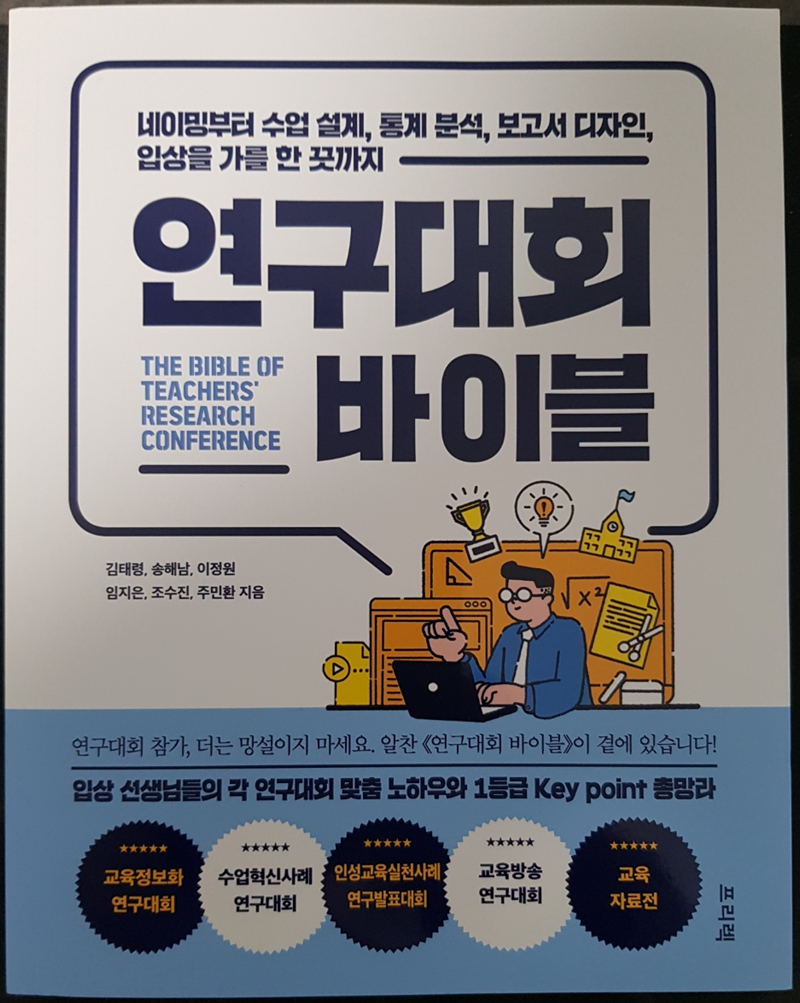 네이밍부터 수업 설계, 통계 분석, 보고서 디자인,
입상을 가를 한 끗까지
연구대회
바이블
THE BIBLE OF
TEACHERS'
RESEARCH
CONFERENCE
김태령, 송해남, 이정원
임지은, 조수진, 주민환 지음
√x²
연구대회 참가, 더는 망설이지 마세요. 알찬 《연구대회 바이블》이 곁에 있습니다!
입상 선생님들의 각 연구대회 맞춤 노하우와 1등급 Key point 총망라
★★★★★
교육정보화
연구대회
★★★★★
수업혁신사례
연구대회
★★★★★
인성교육실천사례
연구발표대회
★★★★★
교육방송
연구대회
★★★★★
교육
자료전
프리렉